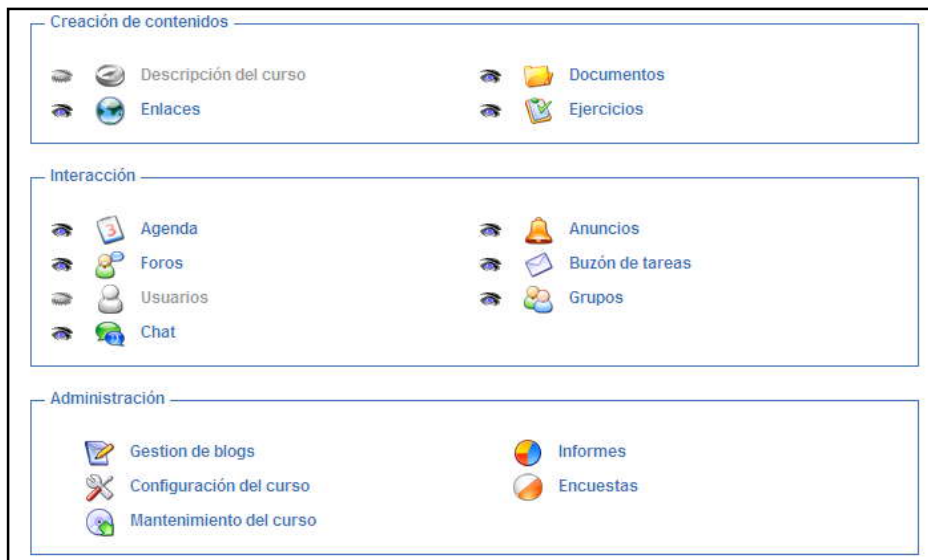 Creación de contenidos
Descripción del curso
Documentos
Enlaces
Ejercicios
Interacción
3
Agenda
Anuncios
Foros
Buzón de tareas
Usuarios
Grupos
Chat
Administración
Gestion de blogs
Informes
Configuración del curso
Encuestas
Mantenimiento del curso